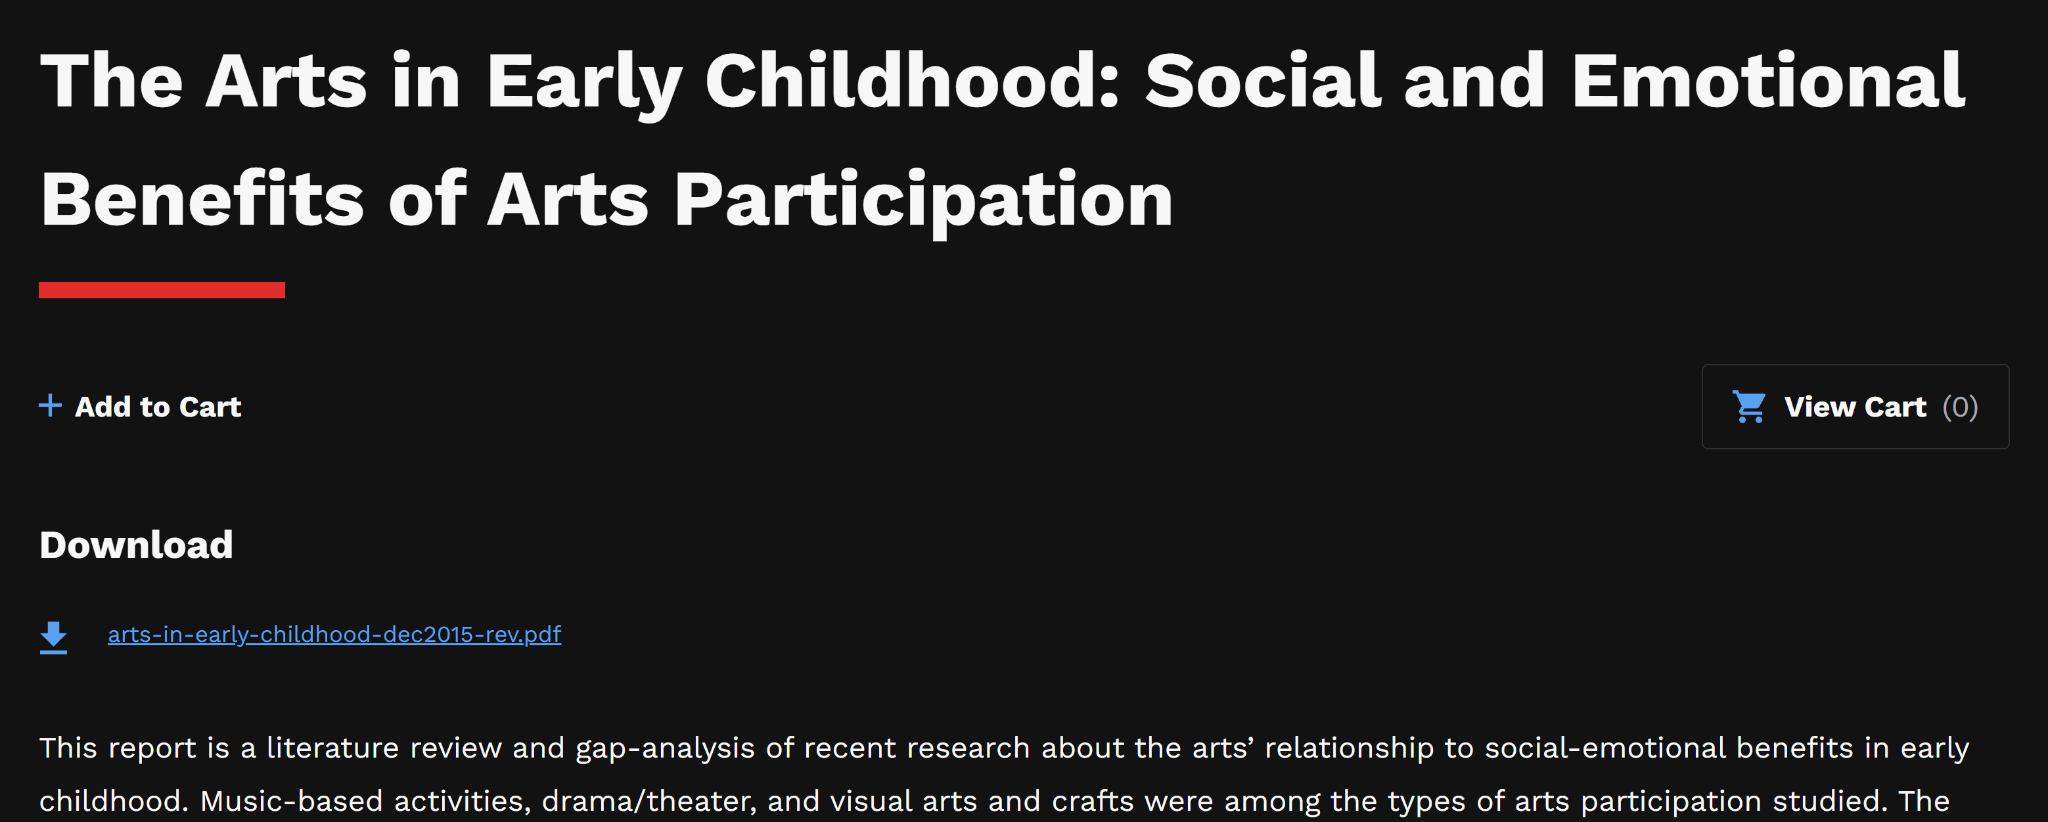 The Arts in Early Childhood: Social and Emotional
Benefits of Arts Participation
Add to Cart
View Cart (0)
Download
arts-in-early-childhood-dec2015-rev.pdf
This report is a literature review and gap-analysis of recent research about the arts’ relationship to social-emotional benefits in early
childhood. Music-based activities, drama/theater, and visual arts and crafts were among the types of arts participation studied. The